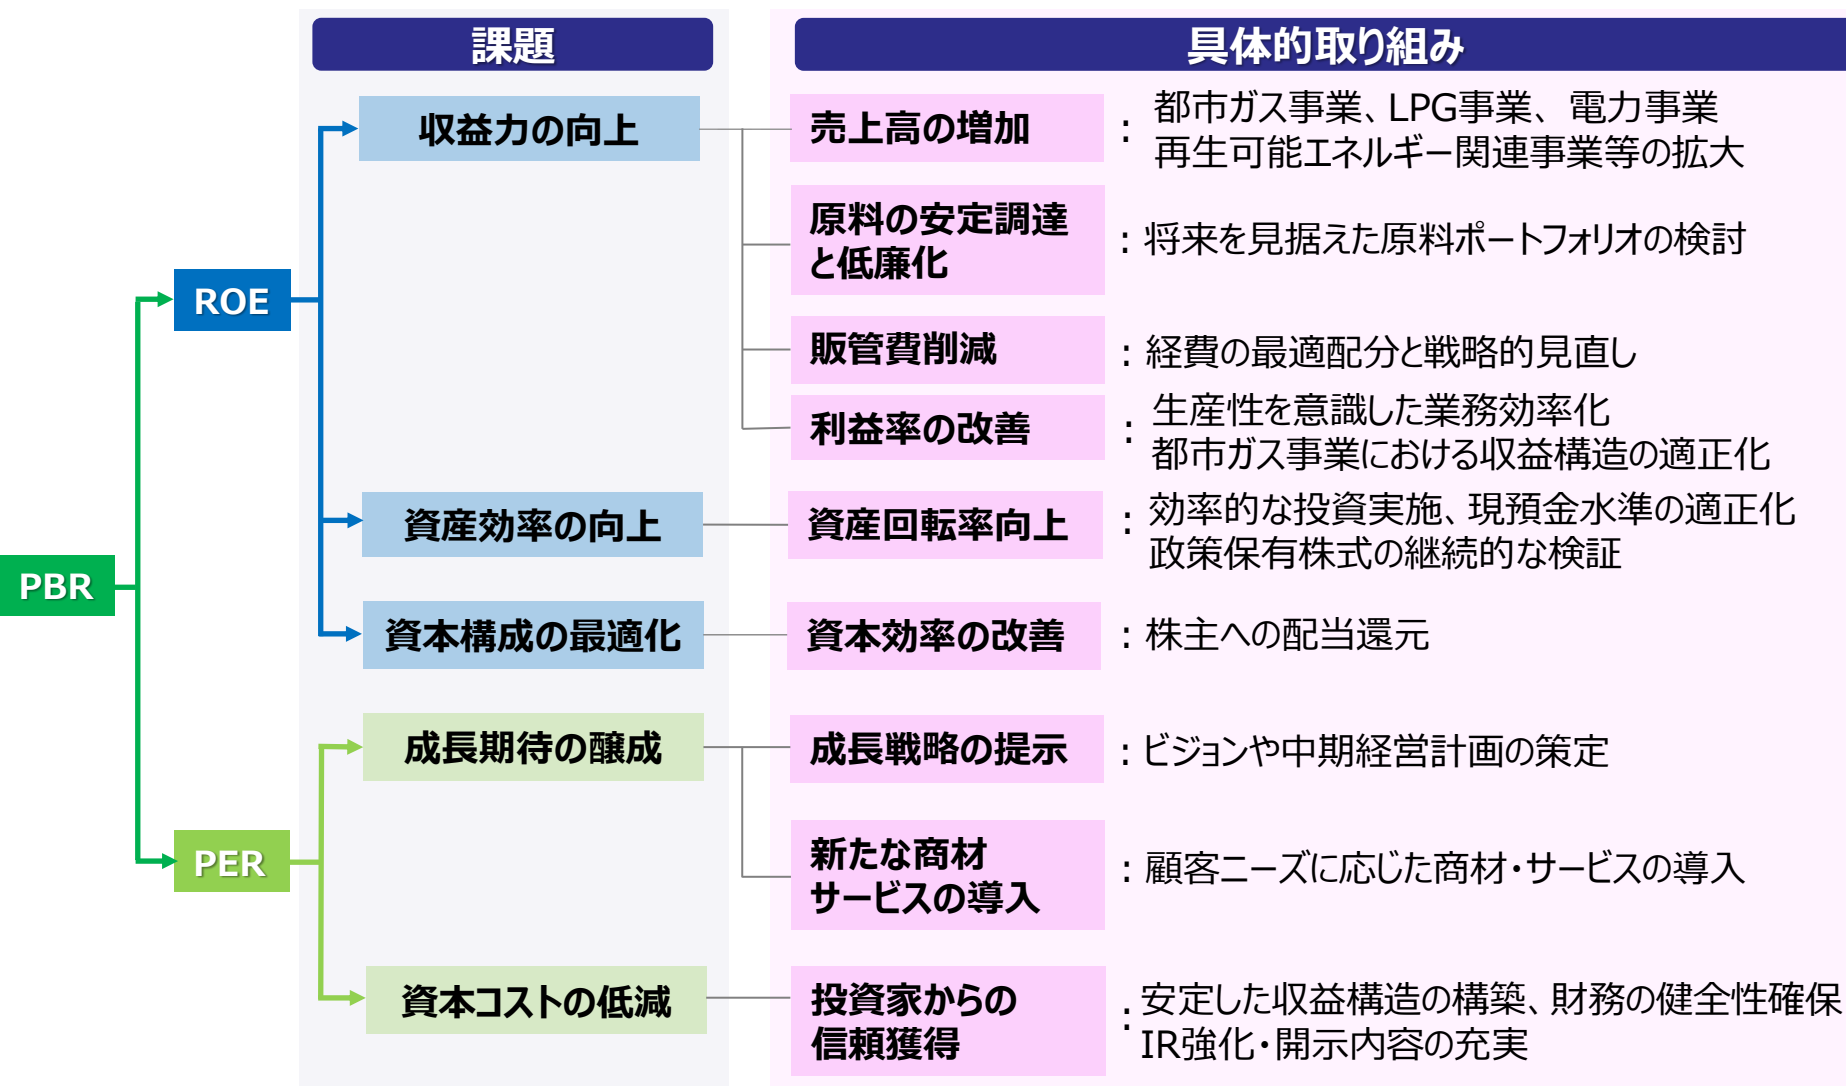 課題
具体的取り組み
収益力の向上
売上高の増加
： 都市ガス事業、LPG事業、電力事業
再生可能エネルギー関連事業等の拡大
原料の安定調達
と低廉化
：将来を見据えた原料ポートフォリオの検討
ROE
販管費削減
：経費の最適配分と戦略的見直し
利益率の改善
： 生産性を意識した業務効率化
都市ガス事業における収益構造の適正化
資産効率の向上
資産回転率向上
： 効率的な投資実施、現預金水準の適正化
政策保有株式の継続的な検証
PBR
資本構成の最適化
資本効率の改善
：株主への配当還元
成長期待の醸成
成長戦略の提示
：ビジョンや中期経営計画の策定
PER
新たな商材
サービスの導入
：顧客ニーズに応じた商材・サービスの導入
資本コストの低減
投資家からの
信頼獲得
：安定した収益構造の構築、財務の健全性確保
IR強化・開示内容の充実